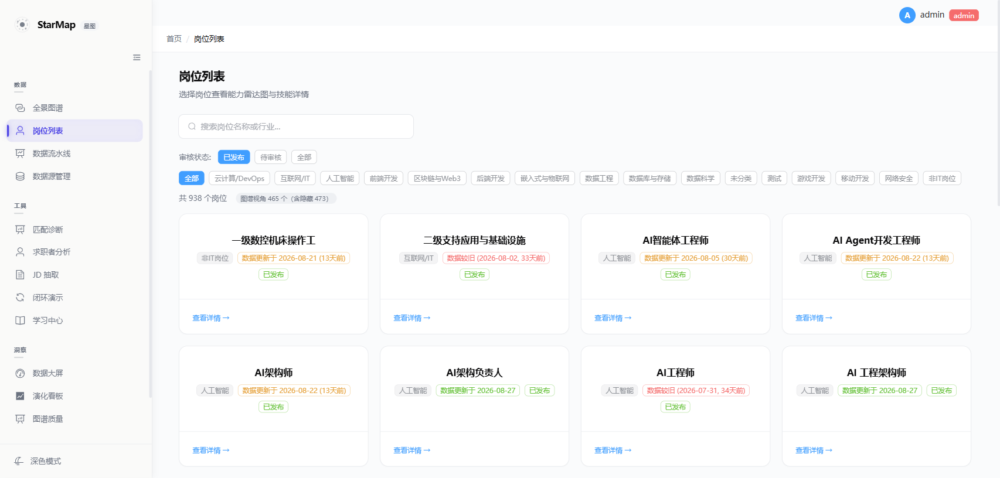 StarMap 星图
A admin admin
首页 / 岗位列表
数据
全景图谱
岗位列表
数据流水线
数据源管理
工具
匹配诊断
求职者分析
JD 抽取
闭环演示
学习中心
洞察
数据大屏
演化看板
图谱质量
深色模式
岗位列表
选择岗位查看能力雷达图与技能详情
搜索岗位名称或行业...
审核状态: 已发布 待审核 全部
全部 云计算/DevOps 互联网/IT 人工智能 前端开发 区块链与Web3 后端开发 嵌入式与物联网 数据工程 数据库与存储 数据科学 未分类 测试 游戏开发 移动开发 网络安全 非IT岗位
共 938 个岗位 图谱视角 465 个（含隐藏 473）
一级数控机床操作工
非IT岗位 数据更新于 2026-08-21 (13天前)
已发布
查看详情 →
二级支持应用与基础设施
互联网/IT 数据较旧 (2026-08-02, 33天前)
已发布
查看详情 →
AI智能体工程师
人工智能 数据更新于 2026-08-05 (30天前)
已发布
查看详情 →
AI Agent开发工程师
人工智能 数据更新于 2026-08-22 (13天前)
已发布
查看详情 →
AI架构师
人工智能 数据更新于 2026-08-22 (13天前)
已发布
查看详情 →
AI架构负责人
人工智能 数据更新于 2026-08-27 已发布
查看详情 →
AI工程师
人工智能 数据较旧 (2026-07-31, 34天前)
已发布
查看详情 →
AI 工程架构师
人工智能 数据更新于 2026-08-27 已发布
查看详情 →